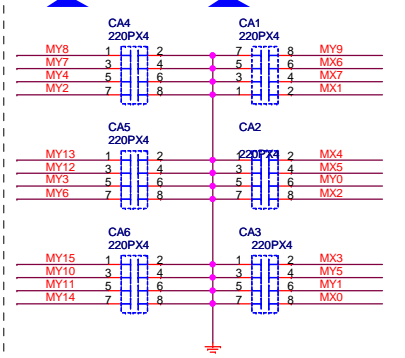 CA4 CA1
220PX4 220PX4
MY8 1 2 7 8 MY9
MY7 3 4 5 6 MX6
MY4 5 6 3 4 MX7
MY2 7 8 1 2 MX1
CA5 CA2
220PX4
MY13 1 2 1 220PX4 2 MX4
MY12 3 4 3 4 MX5
MY3 5 6 5 6 MY0
MY6 7 8 7 8 MX2
CA6 CA3
220PX4 220PX4
MY15 1 2 1 2 MX3
MY10 3 4 3 4 MY5
MY11 5 6 5 6 MY1
MY14 7 8 7 8 MX0